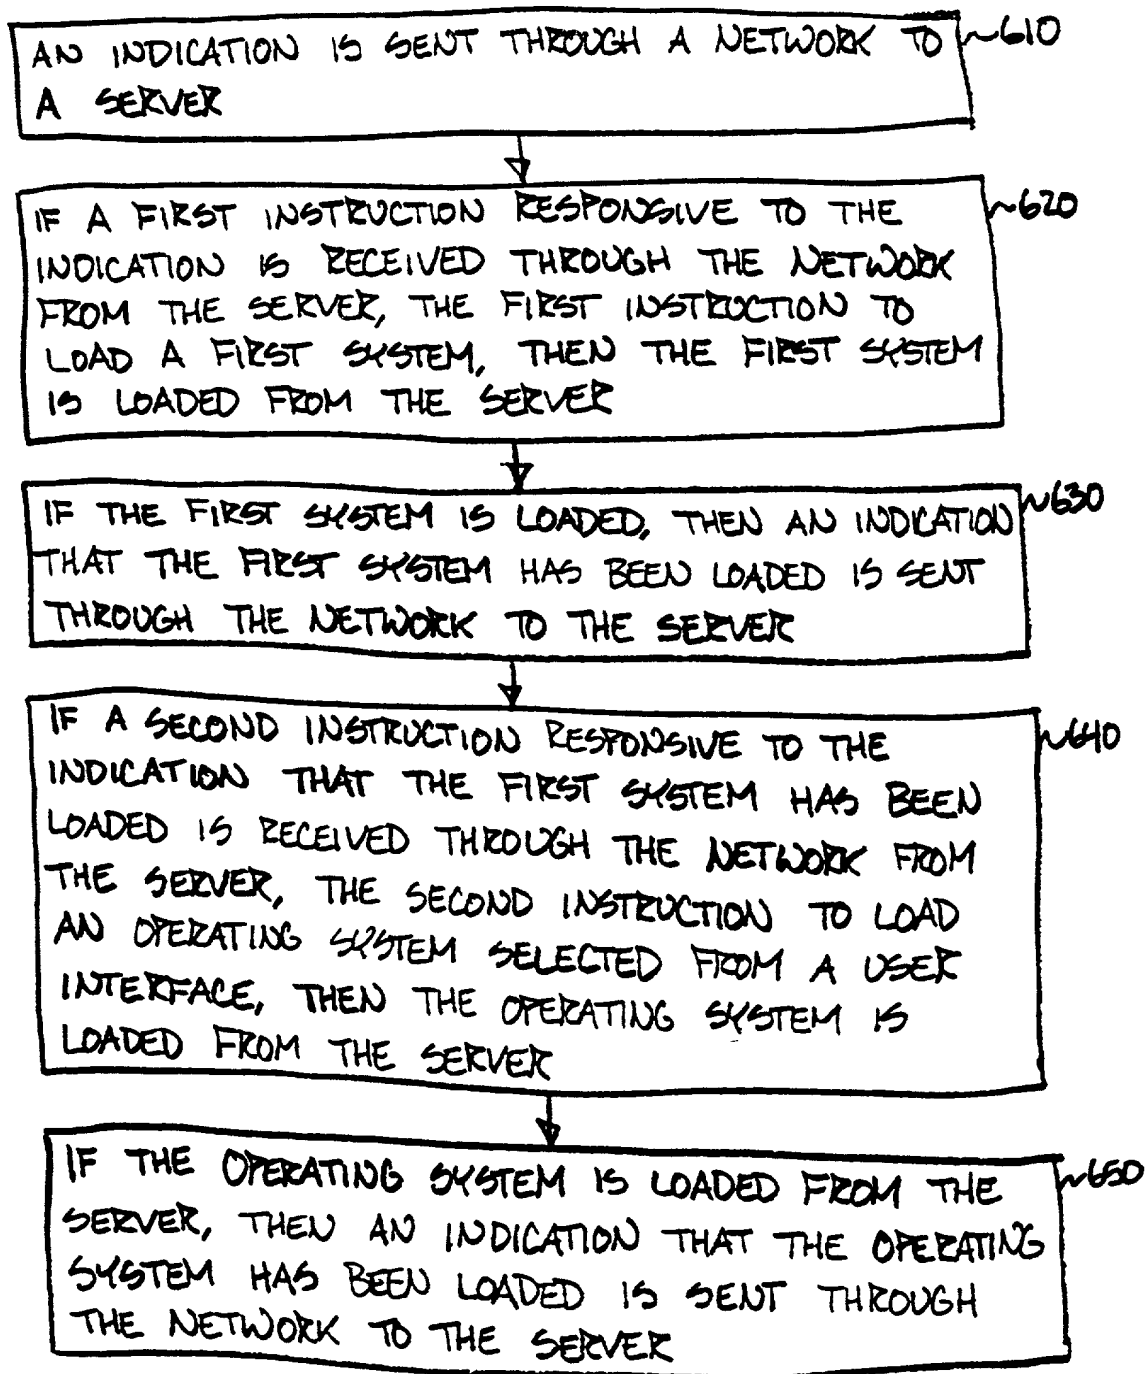 AN INDICATION IS SENT THROUGH A NETWORK TO ~610
A SERVER
IF A FIRST INSTRUCTION RESPONSIVE TO THE ~620
INDICATION IS RECEIVED THROUGH THE NETWORK
FROM THE SERVER, THE FIRST INSTRUCTION TO
LOAD A FIRST SYSTEM, THEN THE FIRST SYSTEM
IS LOADED FROM THE SERVER
IF THE FIRST SYSTEM IS LOADED, THEN AN INDICATION ~630
THAT THE FIRST SYSTEM HAS BEEN LOADED IS SENT
THROUGH THE NETWORK TO THE SERVER
IF A SECOND INSTRUCTION RESPONSIVE TO THE ~640
INDICATION THAT THE FIRST SYSTEM HAS BEEN
LOADED IS RECEIVED THROUGH THE NETWORK FROM
THE SERVER, THE SECOND INSTRUCTION TO LOAD
AN OPERATING SYSTEM SELECTED FROM A USER
INTERFACE, THEN THE OPERATING SYSTEM IS
LOADED FROM THE SERVER
IF THE OPERATING SYSTEM IS LOADED FROM THE ~650
SERVER, THEN AN INDICATION THAT THE OPERATING
SYSTEM HAS BEEN LOADED IS SENT THROUGH
THE NETWORK TO THE SERVER